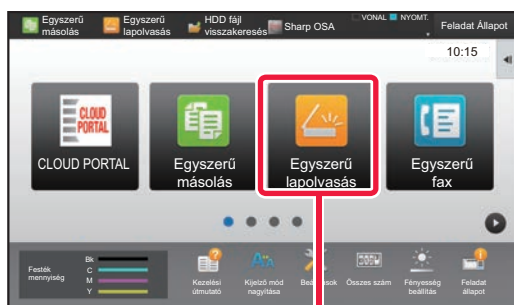 Egyszerű
másolás
Egyszerű
lapolvasás
HDD fájl
visszakeresés
Sharp OSA
VONAL
NYOMT.
Feladat Állapot
10:15
CLOUD
PORTAL
CLOUD PORTAL
Egyszerű
másolás
Egyszerű
lapolvasás
Egyszerű
fax
Festék
mennyiség
Bk
C
M
Y
Kezelési
útmutató
Kijelző mód
nagyítása
Összes szám
Fényesség
beállítás
Feladat
állapot